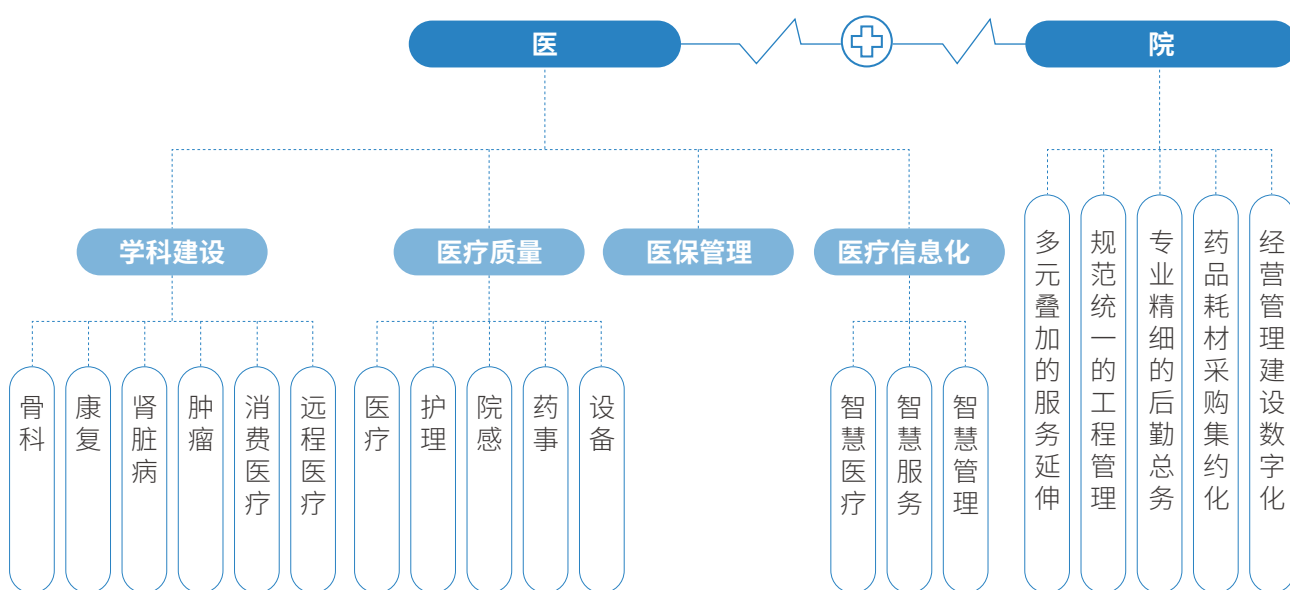 医
院
学科建设
医疗质量
医保管理
医疗信息化
骨科
康复
肾脏病
肿瘤
消费医疗
远程医疗
医疗
护理
院感
药事
设备
智慧医疗
智慧服务
智慧管理
多元叠加的服务延伸
规范统一的工程管理
专业精细的后勤总务
药品耗材采购集约化
经营管理建设数字化